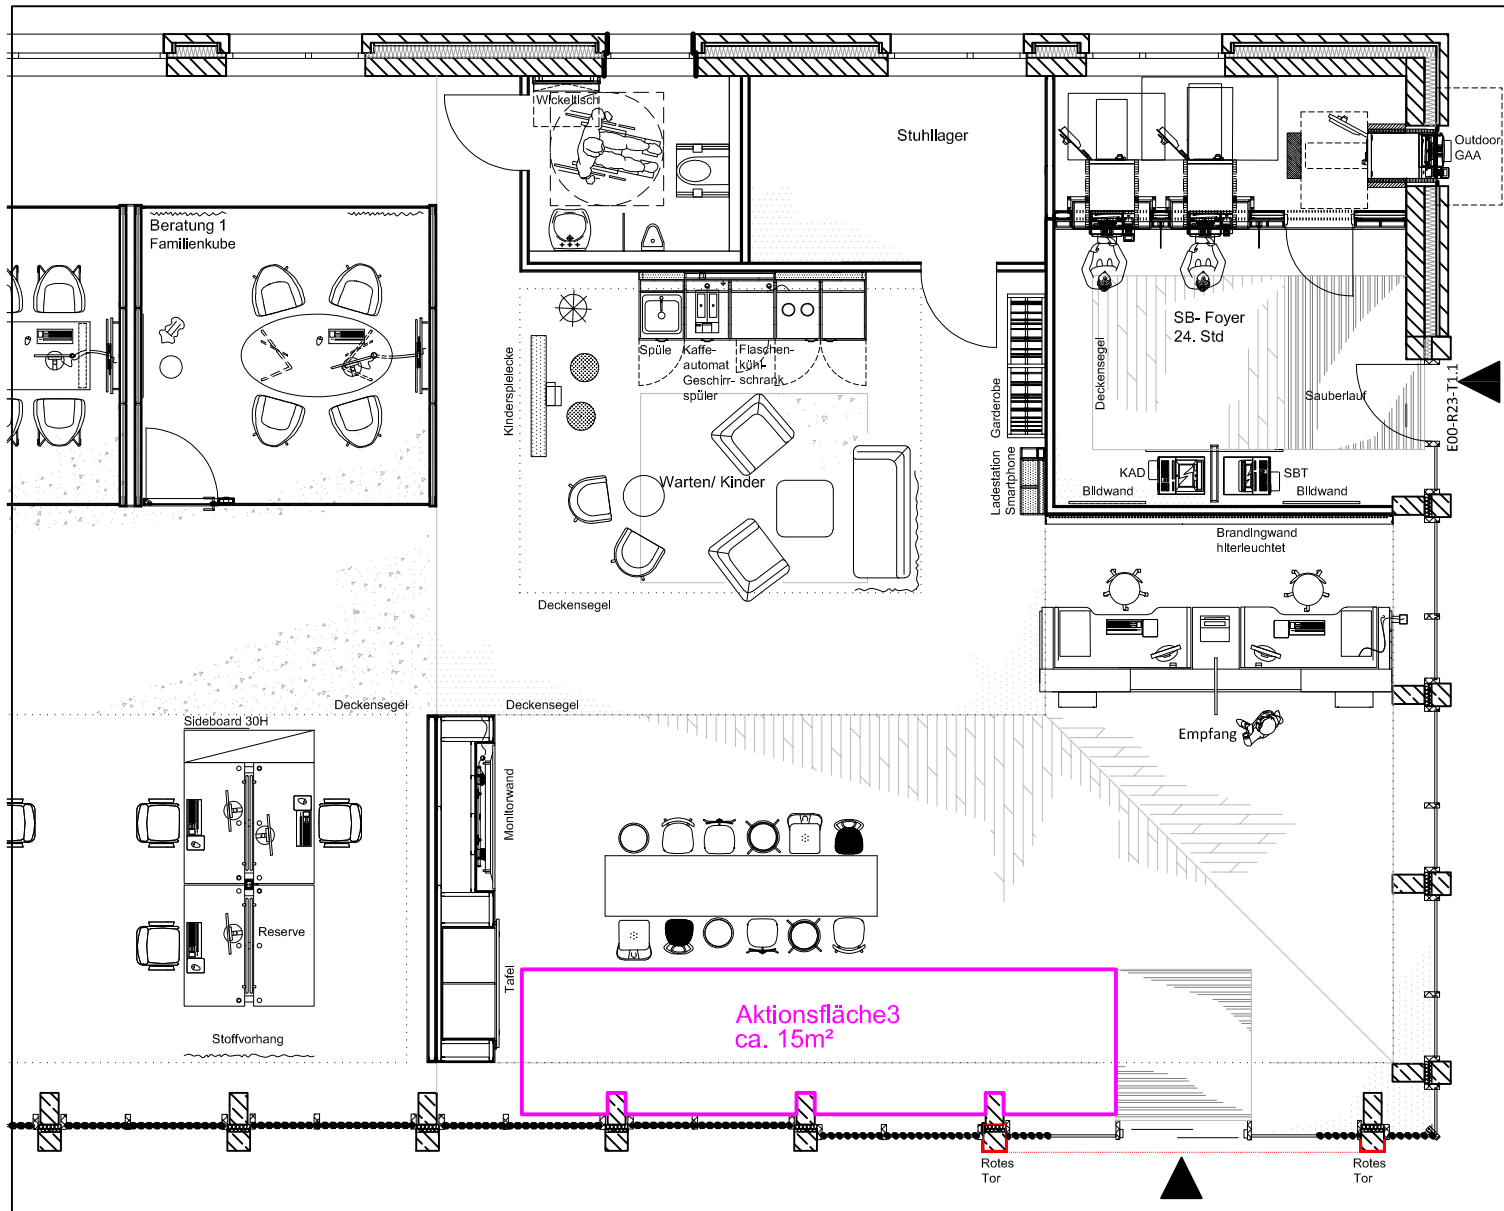 Wickeltisch
Stuhllager
Outdoor
GAA
Beratung 1
Familienkube
SB- Foyer
24. Std
Deckensegel
Sauberlauf
E00-R23-T1.1
Spüle
Kaffe-
automat
Geschirr-
spüler
Flaschen-
kühl-
schrank
Kinderspielecke
Garderobe
Warten/ Kinder
Ladestation
Smartphone
KAD
SBT
Bildwand
Bildwand
Brandingwand
hiterleuchtet
Deckensegel
Deckensegel
Deckensegel
Sideboard 30H
Empfang
Monitorwand
Reserve
Tafel
Aktionsfläche3
ca. 15m²
Stoffvorhang
Rotes
Tor
Rotes
Tor